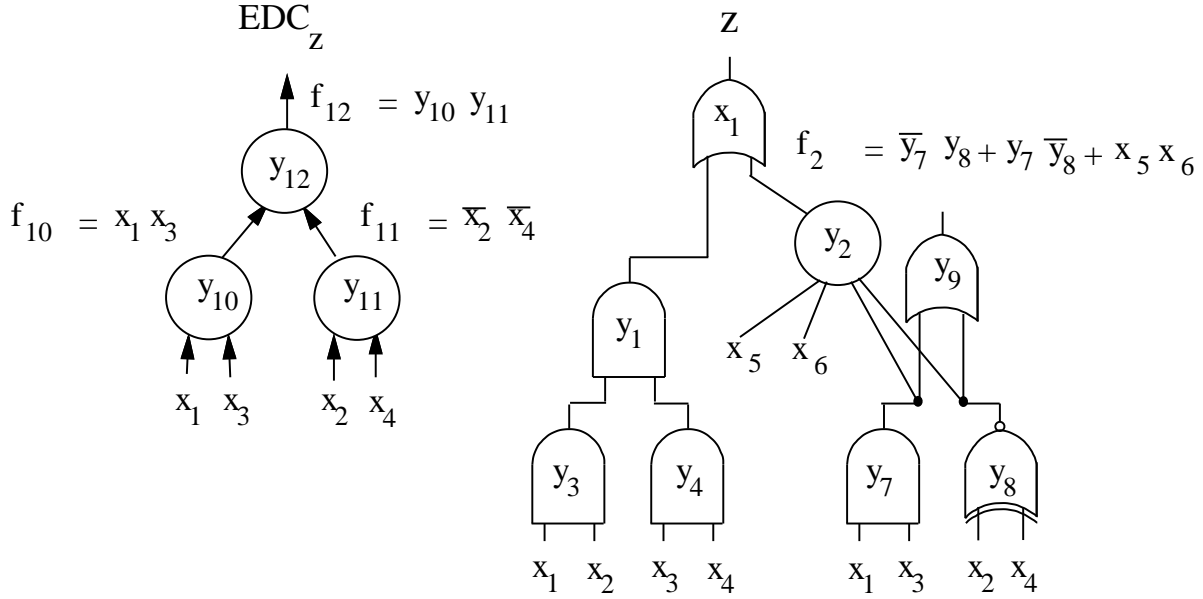 EDC_z
z
f_12 = y_10 y_11
x_1
f_2 = y̅_7 y_8 + y_7 y̅_8 + x_5 x_6
y_12
f_10 = x_1 x_3
f_11 = x̅_2 x̅_4
y_2
y_9
y_10
y_11
y_1
x_5
x_6
x_1
x_3
x_2
x_4
y_3
y_4
y_7
y_8
x_1
x_2
x_3
x_4
x_1
x_3
x_2
x_4